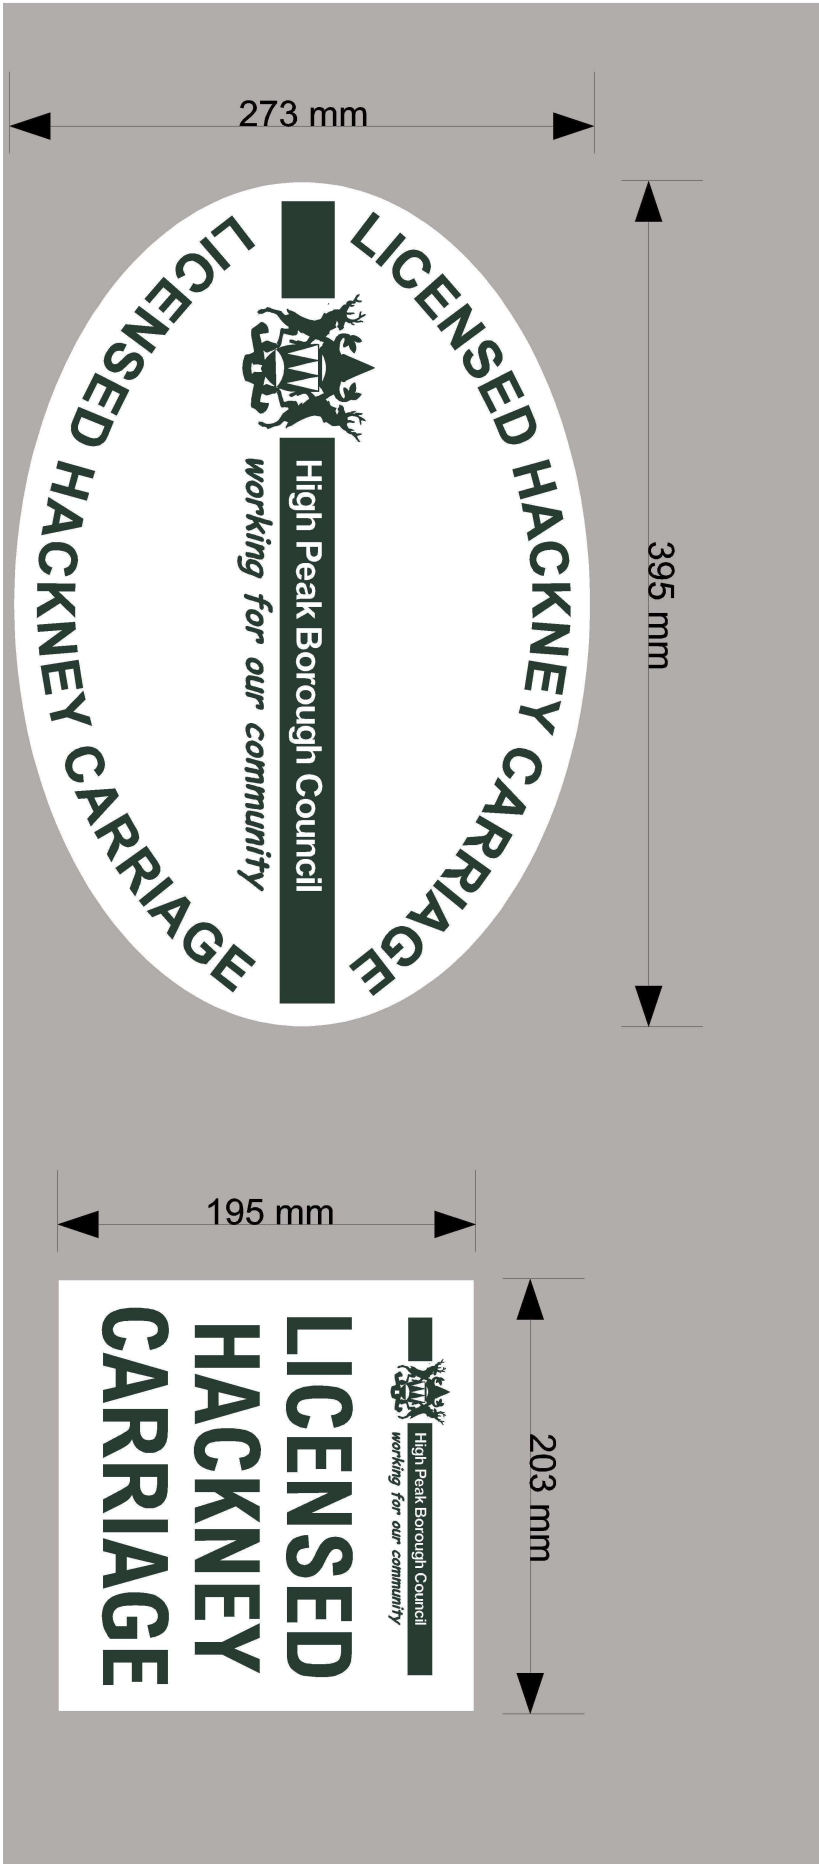 273 mm
395 mm
LICENSED HACKNEY CARRIAGE
High Peak Borough Council
working for our community
LICENSED HACKNEY CARRIAGE
195 mm
203 mm
High Peak Borough Council
working for our community
LICENSED
HACKNEY
CARRIAGE